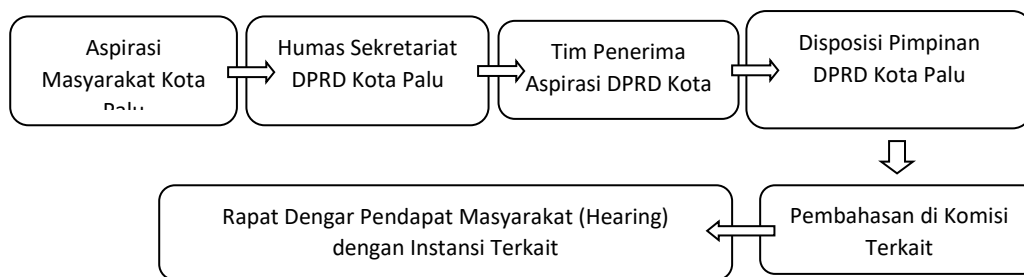 Aspirasi
Masyarakat Kota
Humas Sekretariat
DPRD Kota Palu
Tim Penerima
Aspirasi DPRD Kota
Disposisi Pimpinan
DPRD Kota Palu
Pembahasan di Komisi
Terkait
Rapat Dengar Pendapat Masyarakat (Hearing)
dengan Instansi Terkait